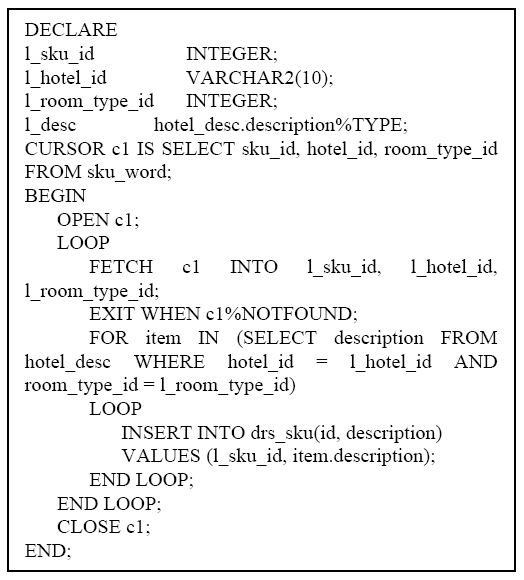 DECLARE
l_sku_id INTEGER;
l_hotel_id VARCHAR2(10);
l_room_type_id INTEGER;
l_desc hotel_desc.description%TYPE;
CURSOR c1 IS SELECT sku_id, hotel_id, room_type_id
FROM sku_word;
BEGIN
OPEN c1;
LOOP
FETCH c1 INTO l_sku_id, l_hotel_id,
l_room_type_id;
EXIT WHEN c1%NOTFOUND;
FOR item IN (SELECT description FROM
hotel_desc WHERE hotel_id = l_hotel_id AND
room_type_id = l_room_type_id)
LOOP
INSERT INTO drs_sku(id, description)
VALUES (l_sku_id, item.description);
END LOOP;
END LOOP;
CLOSE c1;
END;